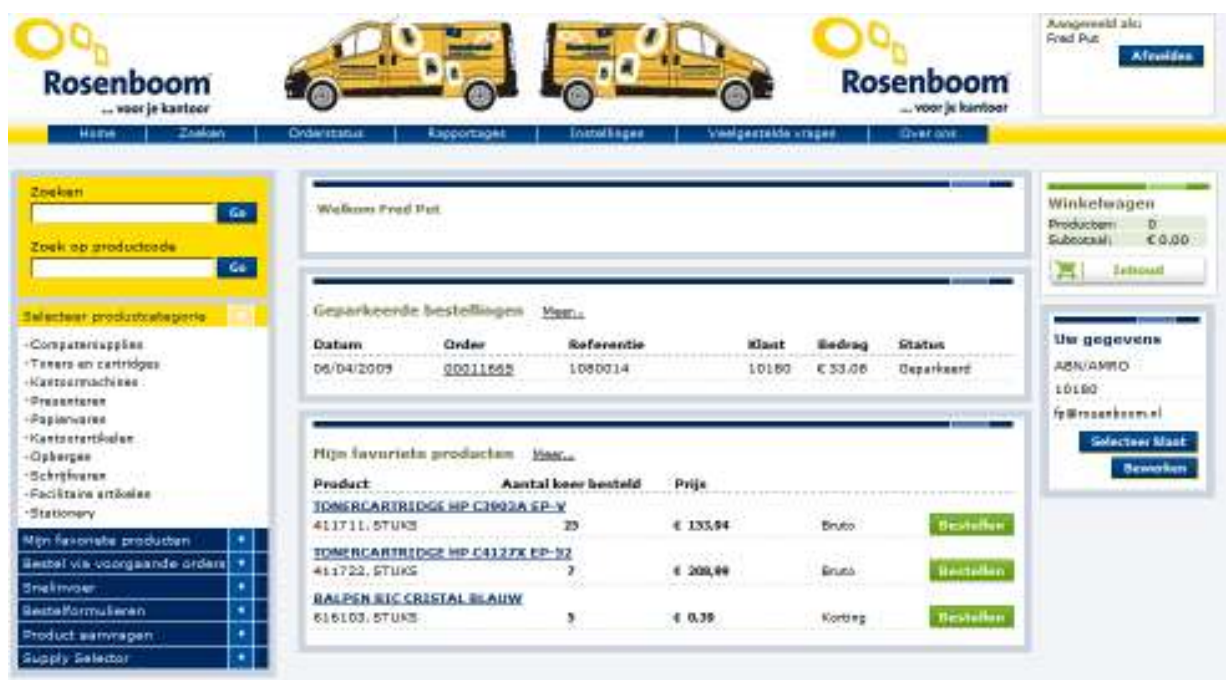 Rosenboom
... voor je kantoor
Rosenboom
... voor je kantoor
Aangemeld als:
Fred Put
Afmelden
Home | Zoeken | Orderstatus | Rapportages | Instellingen | Veelgestelde vragen | Over ons
Zoeken
Go
Zoek op productcode
Go
Selecteer productcategorie
-Computersupplies
-Toners en cartridges
-Kantoormachines
-Presenteren
-Papierwaren
-Kantoorartikelen
-Opbergen
-Schrijfwaren
-Facilitaire artikelen
-Stationery
Mijn favoriete producten
Bestel via voorgaande orders
Snelinvoer
Bestelformulieren
Product aanvragen
Supply Selector
Welkom Fred Put
Geparkeerde bestellingen Meer...
Datum Order Referentie Klant Bedrag Status
06/04/2009 00011665 1080014 10180 € 53.08 Geparkeerd
Mijn favoriete producten Meer...
Product Aantal keer besteld Prijs
TONERCARTRIDGE HP C3903A EP-V
411711, STUKS 25 € 133,94 Bruto Bestellen
TONERCARTRIDGE HP C4127X EP-52
411722, STUKS 7 € 208,99 Bruto Bestellen
BALPEN BIC CRISTAL BLAUW
616103, STUKS 5 € 0,39 Korting Bestellen
Winkelwagen
Producten: 0
Subtotaal: € 0.00
Inhoud
Uw gegevens
ABN/AMRO
10180
fp@rosenboom.nl
Selecteer klant
Bewerken